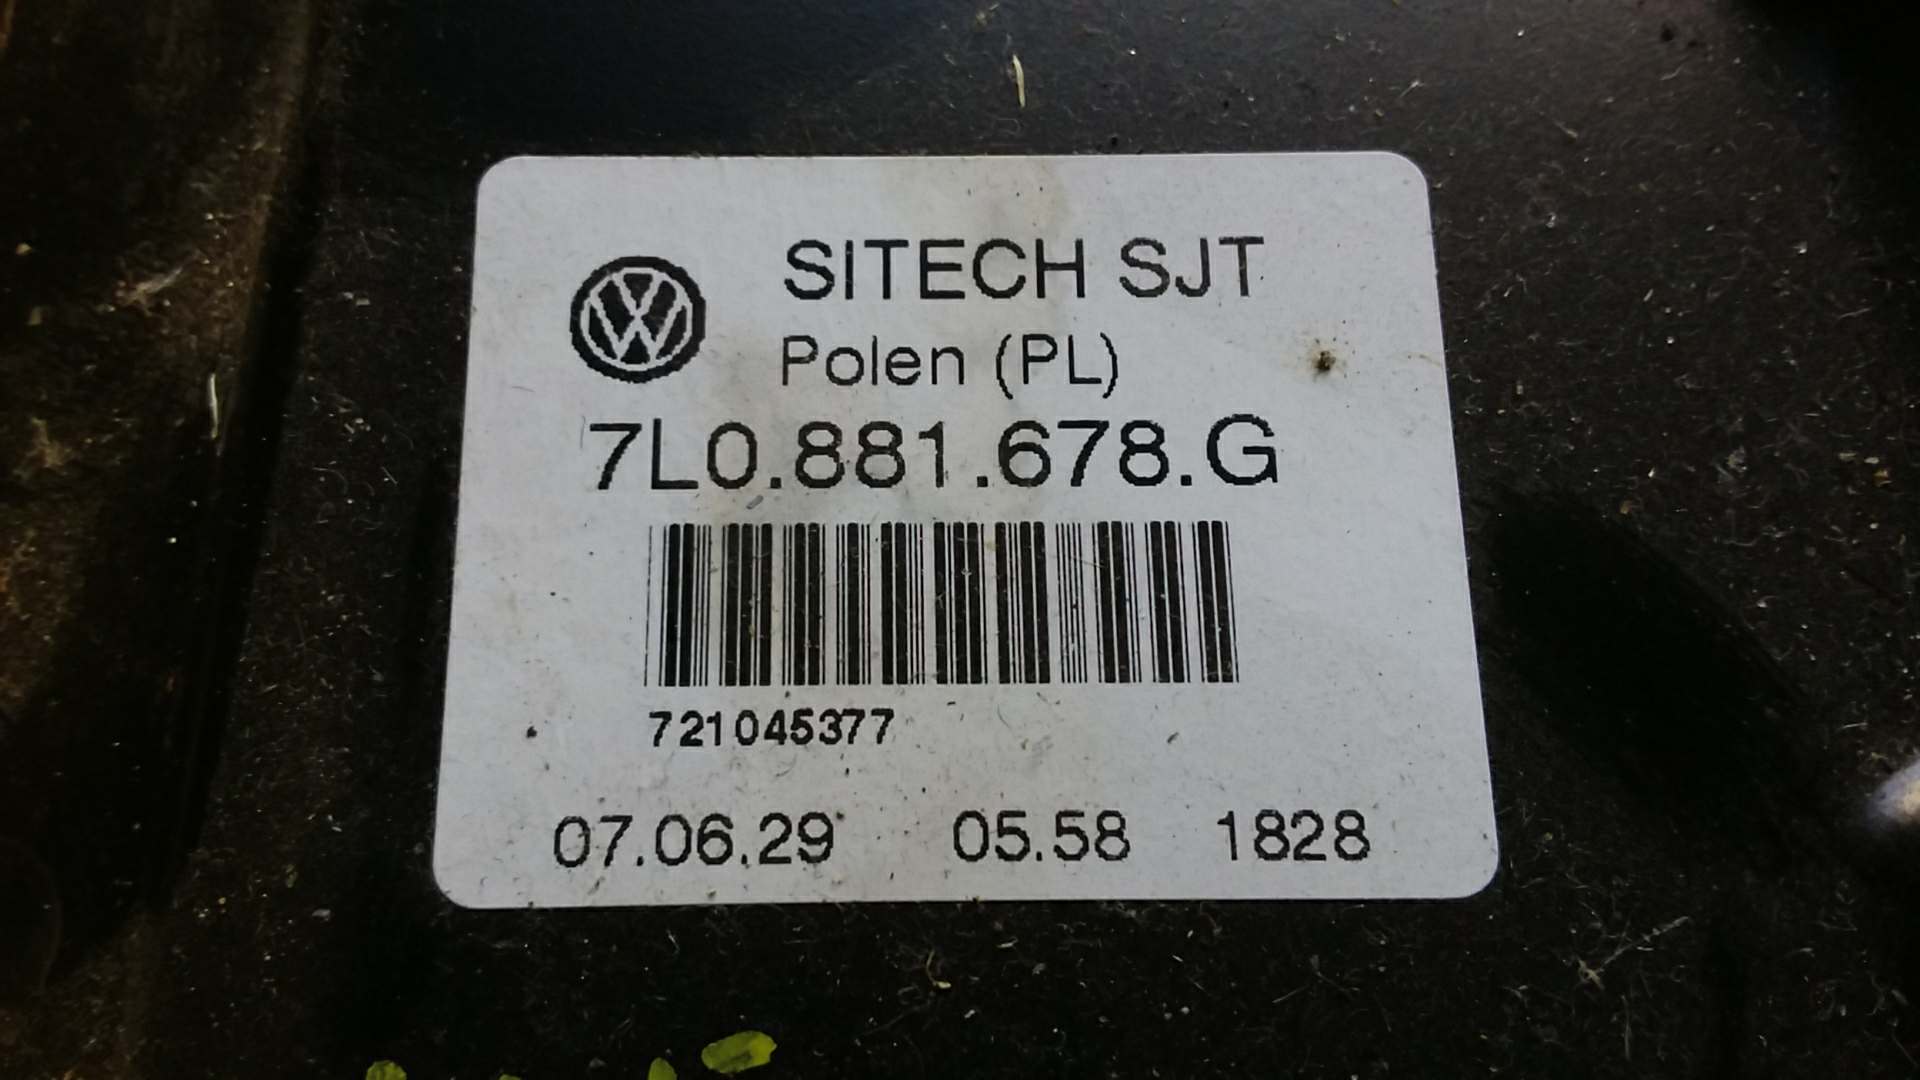 SITECH SJT
Polen (PL)
7L0.881.678.G
721045377
07.06.29 05.58 1828